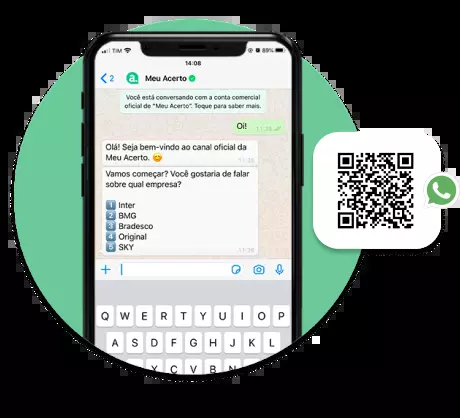 TIM
14:08
89%
2
a.
Meu Acerto
Você está conversando com a conta comercial
oficial de "Meu Acerto". Toque para saber mais.
Oi!
11:36
Olá! Seja bem-vindo ao canal oficial da
Meu Acerto. 😊
11:36
Vamos começar? Você gostaria de falar
sobre qual empresa?
1 Inter
2 BMG
3 Bradesco
4 Original
5 SKY
Q W E R T Y U I O P
A S D F G H J K L
Z X C V B N M